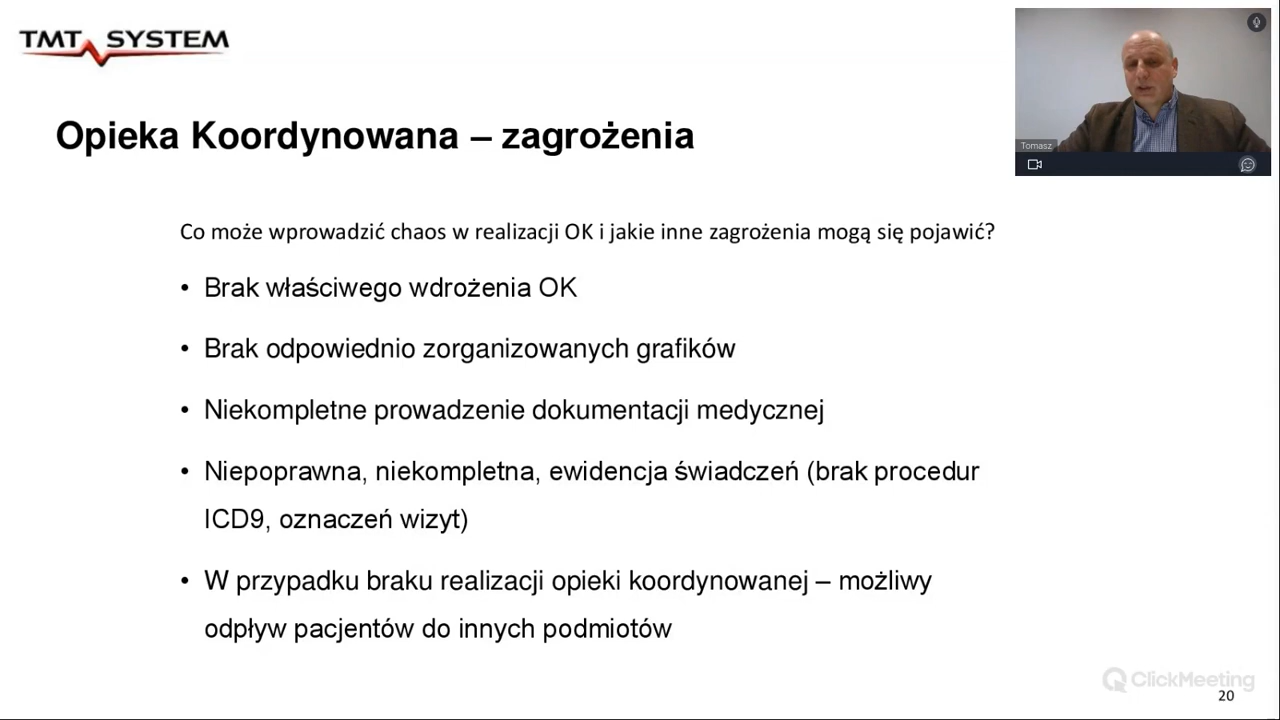 TMT SYSTEM
Tomasz
Opieka Koordynowana – zagrożenia
Co może wprowadzić chaos w realizacji OK i jakie inne zagrożenia mogą się pojawić?
• Brak właściwego wdrożenia OK
• Brak odpowiednio zorganizowanych grafików
• Niekompletne prowadzenie dokumentacji medycznej
• Niepoprawna, niekompletna, ewidencja świadczeń (brak procedur
ICD9, oznaczeń wizyt)
• W przypadku braku realizacji opieki koordynowanej – możliwy
odpływ pacjentów do innych podmiotów
ClickMeeting
20